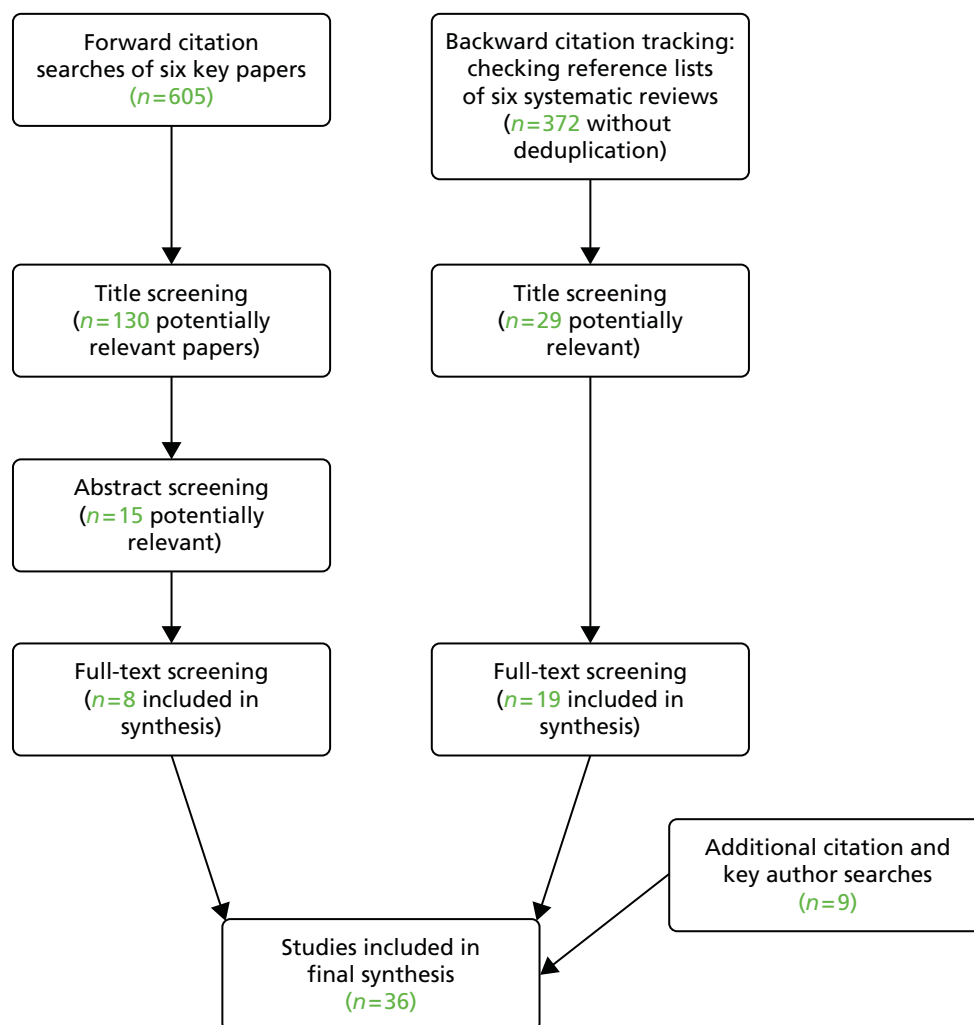 Forward citation
searches of six key papers
(n=605)
Backward citation tracking:
checking reference lists
of six systematic reviews
(n=372 without
deduplication)
Title screening
(n=130 potentially
relevant papers)
Title screening
(n=29 potentially
relevant)
Abstract screening
(n=15 potentially
relevant)
Full-text screening
(n=8 included in
synthesis)
Full-text screening
(n=19 included in
synthesis)
Additional citation and
key author searches
(n=9)
Studies included in
final synthesis
(n=36)